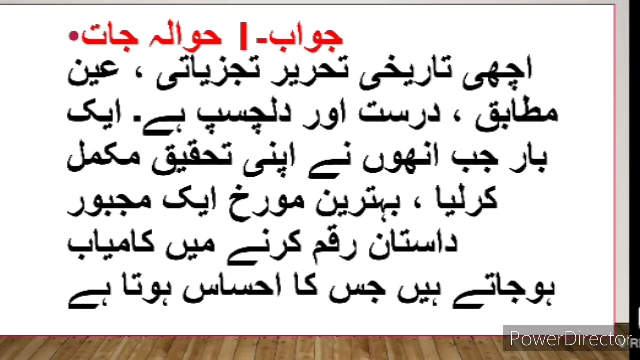 جواب-1 حوالہ جات
اچھی تاریخی تحریر تجزیاتی ، عین
مطابق ، درست اور دلچسپ ہے۔ ایک
بار جب انھوں نے اپنی تحقیق مکمل
کرلیا ، بہترین مورخ ایک مجبور
داستان رقم کرنے میں کامیاب
ہوجاتے ہیں جس کا احساس ہوتا ہے
PowerDirector